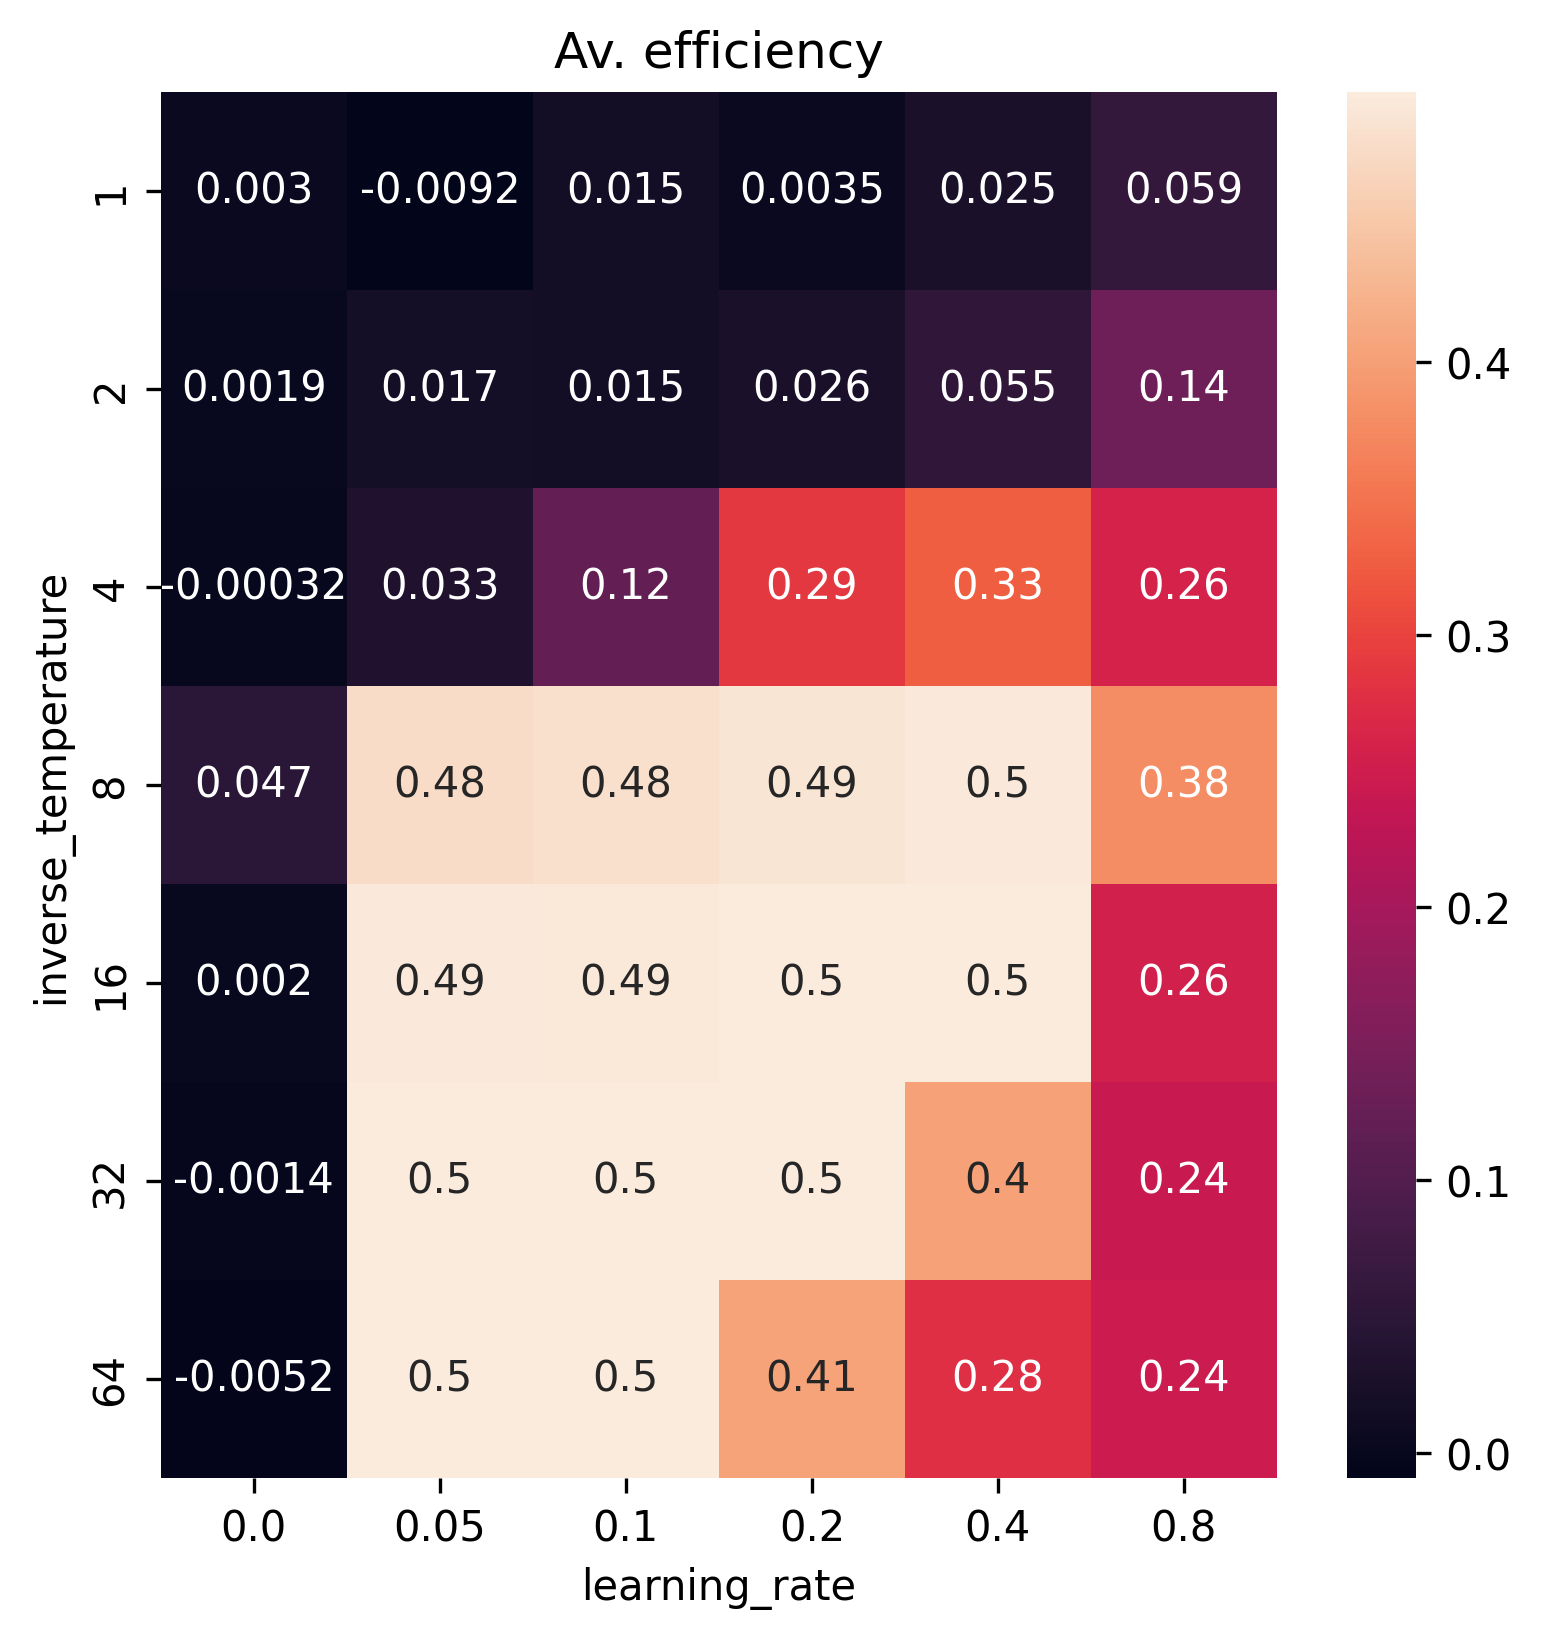 Av. efficiency
1 0.003 -0.0092 0.015 0.0035 0.025 0.059
2 0.0019 0.017 0.015 0.026 0.055 0.14
4 -0.00032 0.033 0.12 0.29 0.33 0.26
8 0.047 0.48 0.48 0.49 0.5 0.38
16 0.002 0.49 0.49 0.5 0.5 0.26
32 -0.0014 0.5 0.5 0.5 0.4 0.24
64 -0.0052 0.5 0.5 0.41 0.28 0.24
0.0 0.05 0.1 0.2 0.4 0.8
learning_rate
inverse_temperature
0.4
0.3
0.2
0.1
0.0